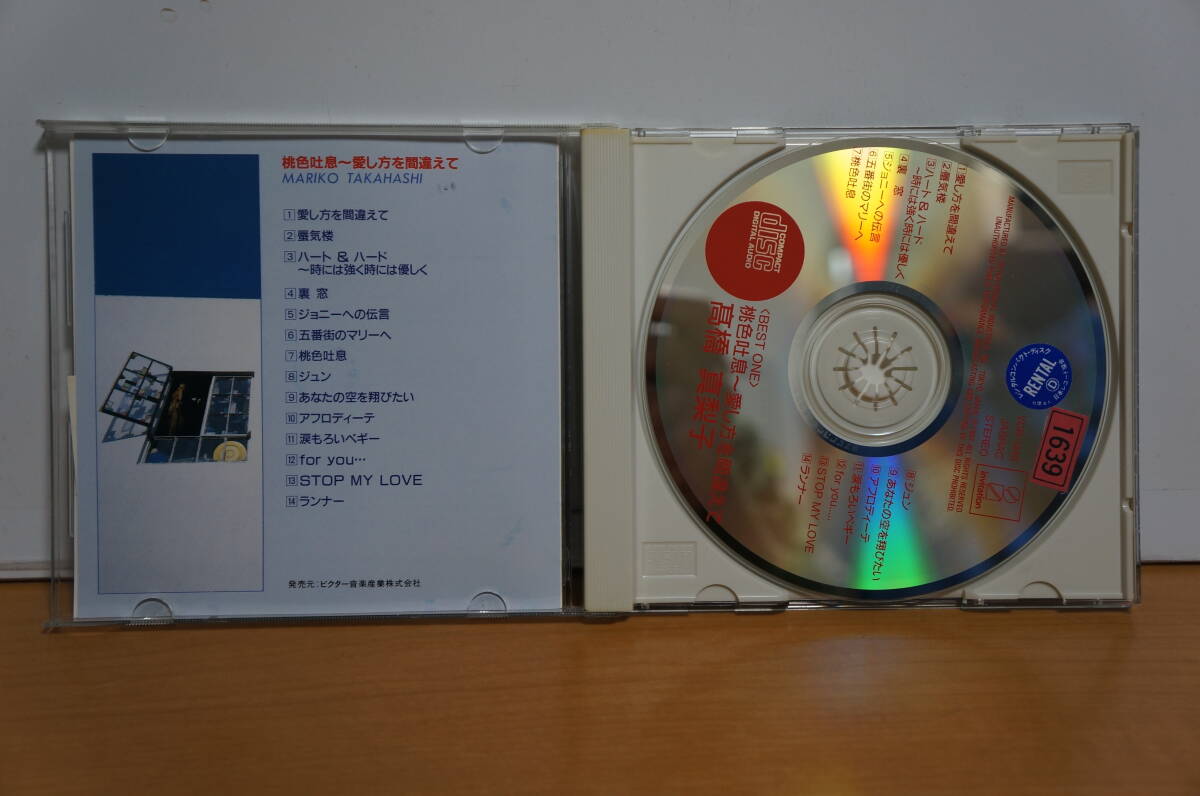 桃色吐息～愛し方を間違えて
MARIKO TAKAHASHI
1 愛し方を間違えて
2 蜃気楼
3 ハート & ハード
～時には強く時には優しく
4 裏 窓
5 ジョニーへの伝言
6 五番街のマリーへ
7 桃色吐息
8 ジュン
9 あなたの空を翔びたい
10 アフロディーテ
11 涙もろいペギー
12 for you…
13 STOP MY LOVE
14 ランナー
発売元：ビクター音楽産業株式会社
1 愛し方を間違えて
2 蜃気楼
3 ハート & ハード
～時には強く時には優しく
4 裏 窓
5 ジョニーへの伝言
6 五番街のマリーへ
7 桃色吐息
COMPACT
disc
DIGITAL AUDIO
〈BEST ONE〉
桃色吐息～愛し方を間違えて
高橋 真梨子
8 ジュン
9 あなたの空を翔びたい
10 アフロディーテ
11 涙もろいペギー
12 for you....
13 STOP MY LOVE
14 ランナー
RENTAL
1639
STEREO
invitation